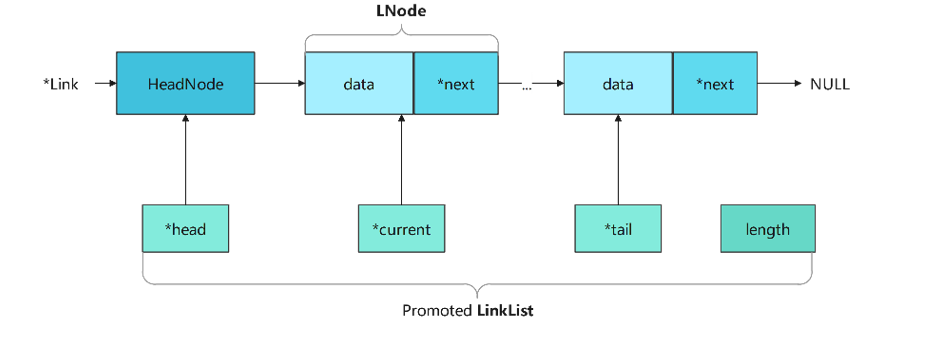 LNode
*Link
HeadNode
data
*next
...
data
*next
NULL
*head
*current
*tail
length
Promoted LinkList